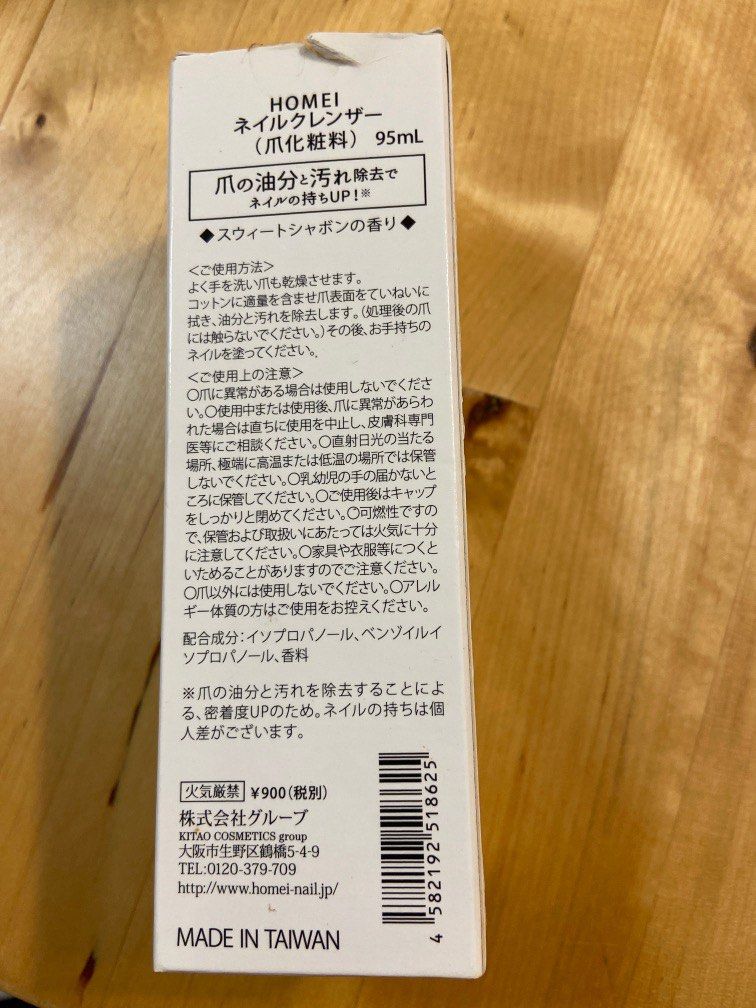 HOMEI
ネイルクレンザー
（爪化粧料） 95mL
爪の油分と汚れ除去で
ネイルの持ちUP！※
◆スウィートシャボンの香り◆
＜ご使用方法＞
よく手を洗い爪も乾燥させます。
コットンに適量を含ませ爪表面をていねいに
拭き、油分と汚れを除去します。（処理後の爪
には触らないでください。）その後、お手持ちの
ネイルを塗ってください。
＜ご使用上の注意＞
〇爪に異常がある場合は使用しないでくださ
い。〇使用中または使用後、爪に異常があらわ
れた場合は直ちに使用を中止し、皮膚科専門
医等にご相談ください。〇直射日光の当たる
場所、極端に高温または低温の場所では保管
しないでください。〇乳幼児の手の届かないと
ころに保管してください。〇ご使用後はキャップ
をしっかりと閉めてください。〇可燃性ですの
で、保管および取扱いにあたっては火気に十分
に注意してください。〇家具や衣服等につくと
いためることがありますのでご注意ください。
〇爪以外には使用しないでください。〇アレル
ギー体質の方はご使用をお控えください。
配合成分：イソプロパノール、ベンゾイルイ
ソプロパノール、香料
※爪の油分と汚れを除去することによ
る、密着度UPのため。ネイルの持ちは個
人差がございます。
火気厳禁 ￥900（税別）
株式会社グルーブ
KITAO COSMETICS group
大阪市生野区鶴橋5-4-9
TEL:0120-379-709
http://www.homei-nail.jp/
MADE IN TAIWAN
4 582192 518625